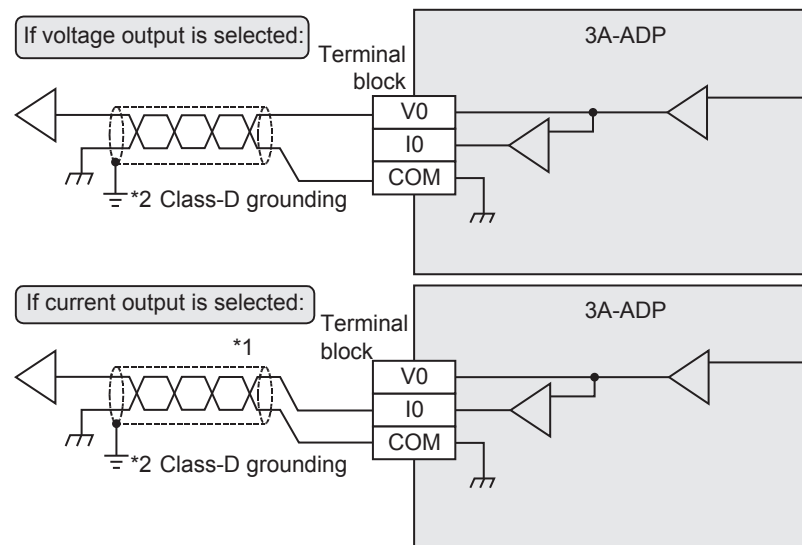 If voltage output is selected:
Terminal
block
3A-ADP
V0
I0
COM
*2 Class-D grounding
If current output is selected:
*1
Terminal
block
3A-ADP
V0
I0
COM
*2 Class-D grounding